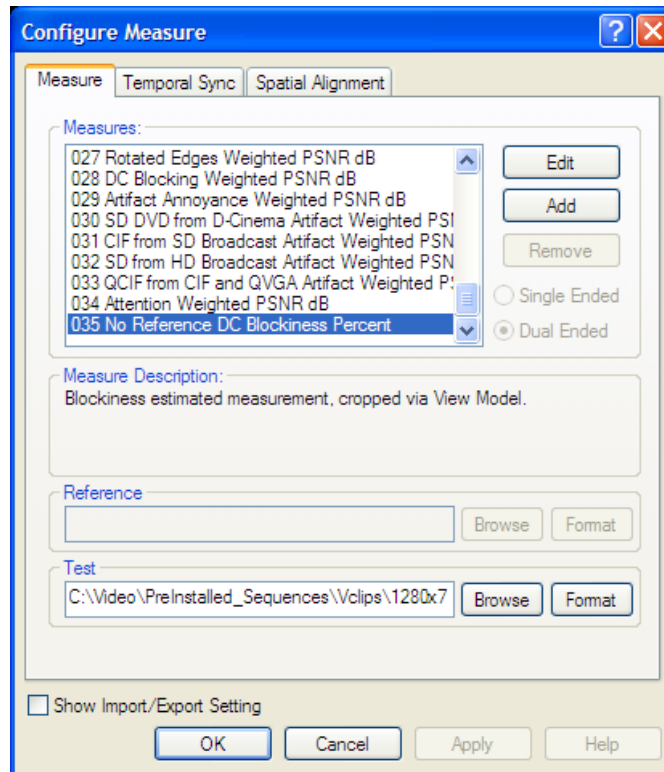 Configure Measure
Measure
Temporal Sync
Spatial Alignment
Measures:
027 Rotated Edges Weighted PSNR dB
028 DC Blocking Weighted PSNR dB
029 Artifact Annoyance Weighted PSNR dB
030 SD DVD from D-Cinema Artifact Weighted PSI
031 CIF from SD Broadcast Artifact Weighted PSN
032 SD from HD Broadcast Artifact Weighted PSN
033 QCIF from CIF and QVGA Artifact Weighted P
034 Attention Weighted PSNR dB
035 No Reference DC Blockiness Percent
Edit
Add
Remove
Single Ended
Dual Ended
Measure Description:
Blockiness estimated measurement, cropped via View Model.
Reference
Browse
Format
Test
C:\Video\PreInstalled_Sequences\Vclips\1280x7
Browse
Format
Show Import/Export Setting
OK
Cancel
Apply
Help